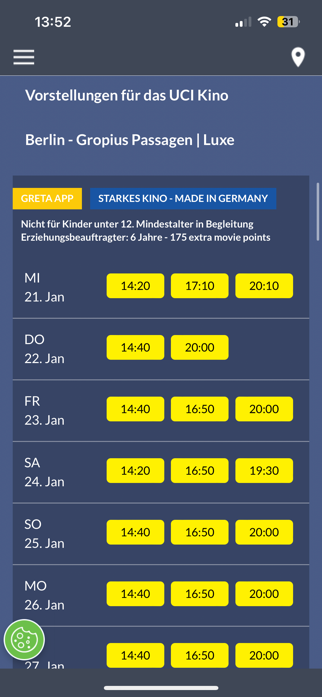 13:52
31
Vorstellungen für das UCI Kino
Berlin - Gropius Passagen | Luxe
GRETA APP STARKES KINO - MADE IN GERMANY
Nicht für Kinder unter 12. Mindestalter in Begleitung
Erziehungsbeauftragter: 6 Jahre - 175 extra movie points
MI
21. Jan
14:20 17:10 20:10
DO
22. Jan
14:40 20:00
FR
23. Jan
14:40 16:50 20:00
SA
24. Jan
14:20 16:50 19:30
SO
25. Jan
14:40 16:50 20:00
MO
26. Jan
14:40 16:50 20:00
27. Jan
14:40 16:50 20:00